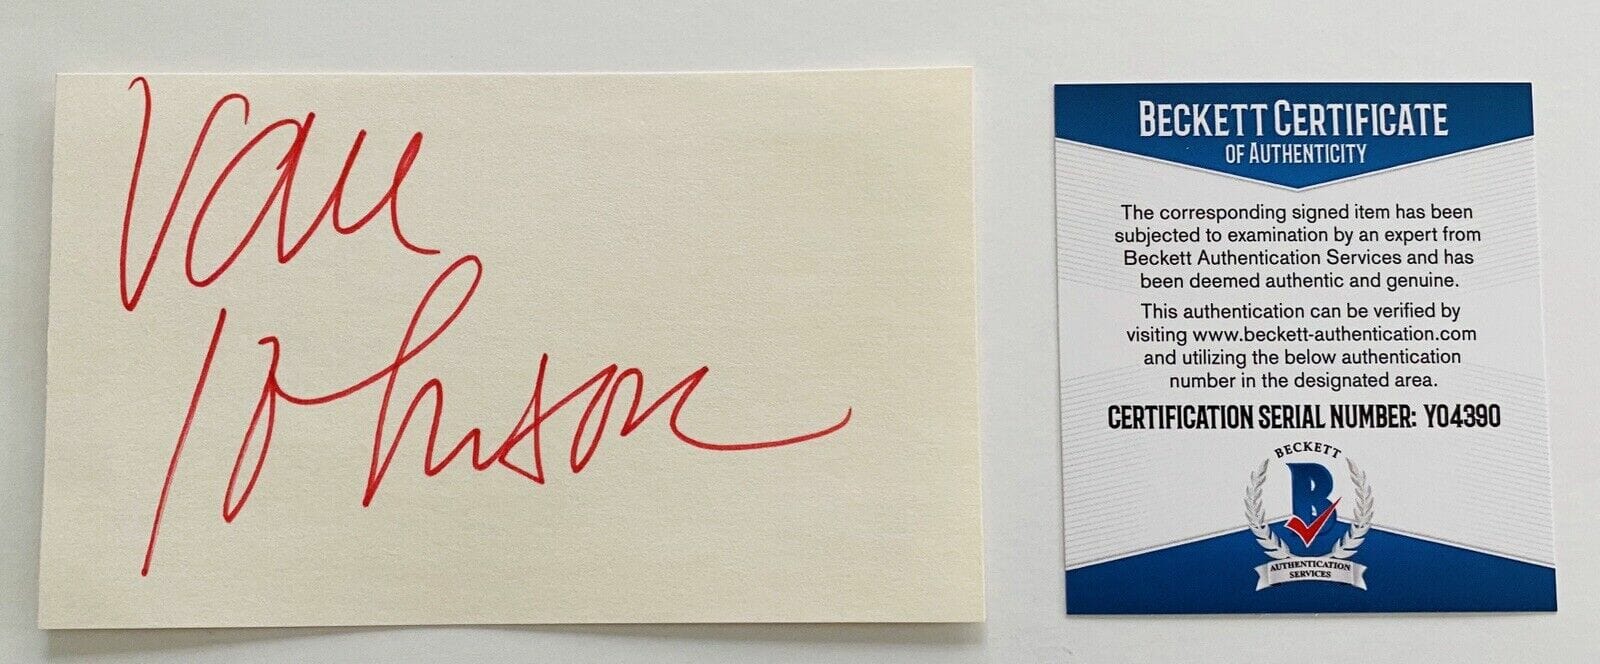 Van
Johnson
BECKETT CERTIFICATE
OF AUTHENTICITY
The corresponding signed item has been
subjected to examination by an expert from
Beckett Authentication Services and has
been deemed authentic and genuine.
This authentication can be verified by
visiting www.beckett-authentication.com
and utilizing the below authentication
number in the designated area.
CERTIFICATION SERIAL NUMBER: Y04390
BECKETT
B
AUTHENTICATION
SERVICES